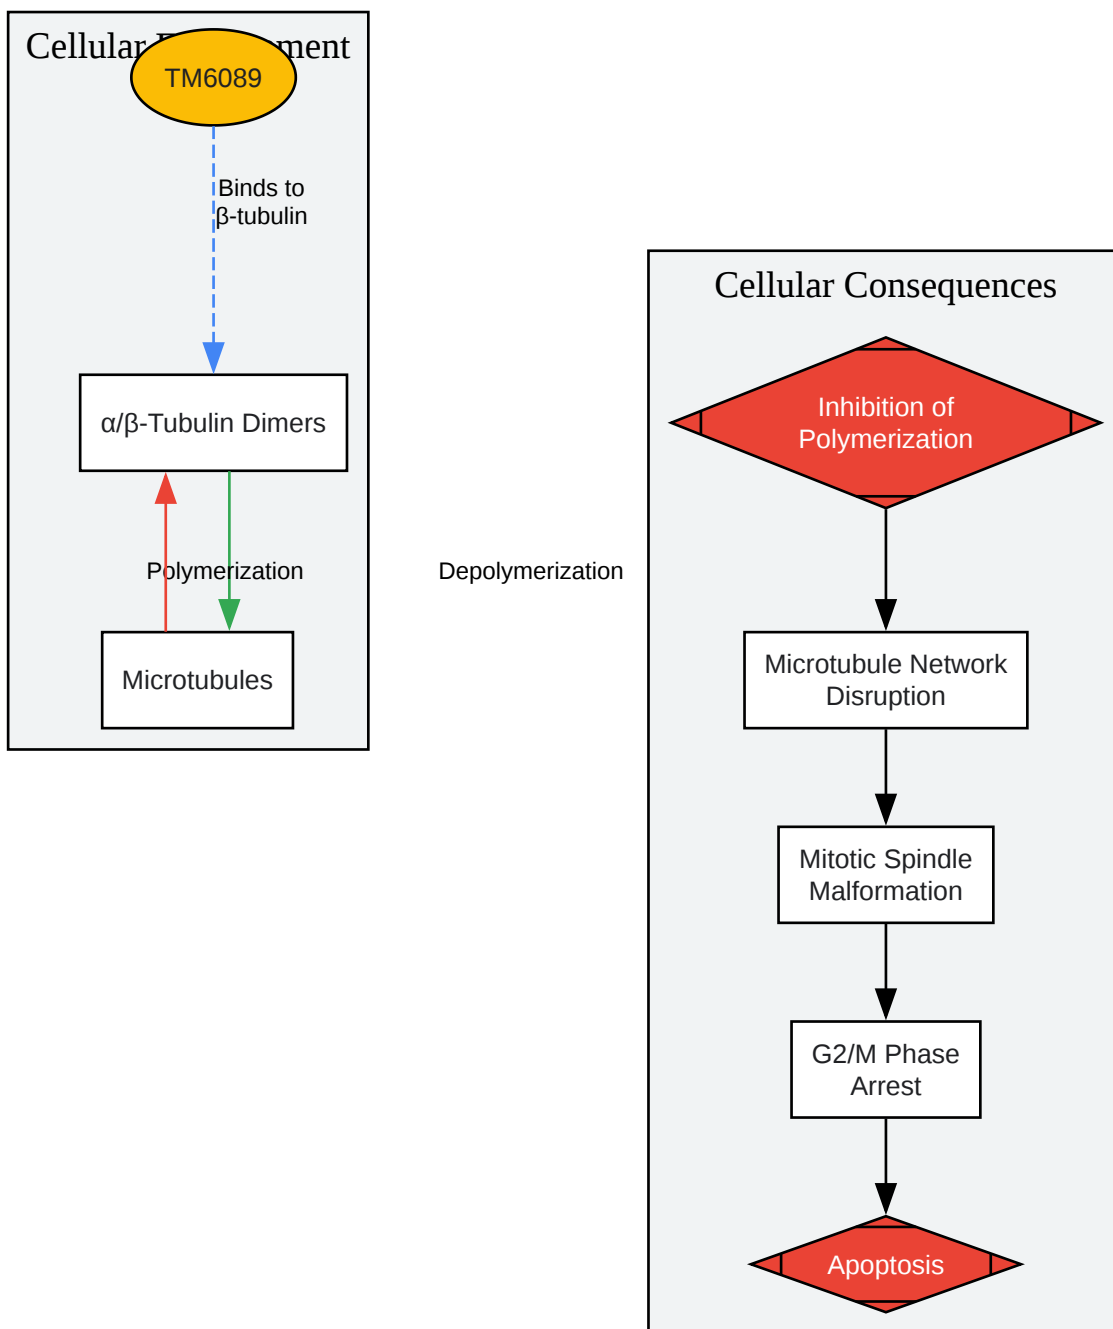 Cellular
TM6089
Binds to
β-tubulin
α/β-Tubulin Dimers
Polymerization
Depolymerization
Microtubules
Cellular Consequences
Inhibition of
Polymerization
Microtubule Network
Disruption
Mitotic Spindle
Malformation
G2/M Phase
Arrest
Apoptosis